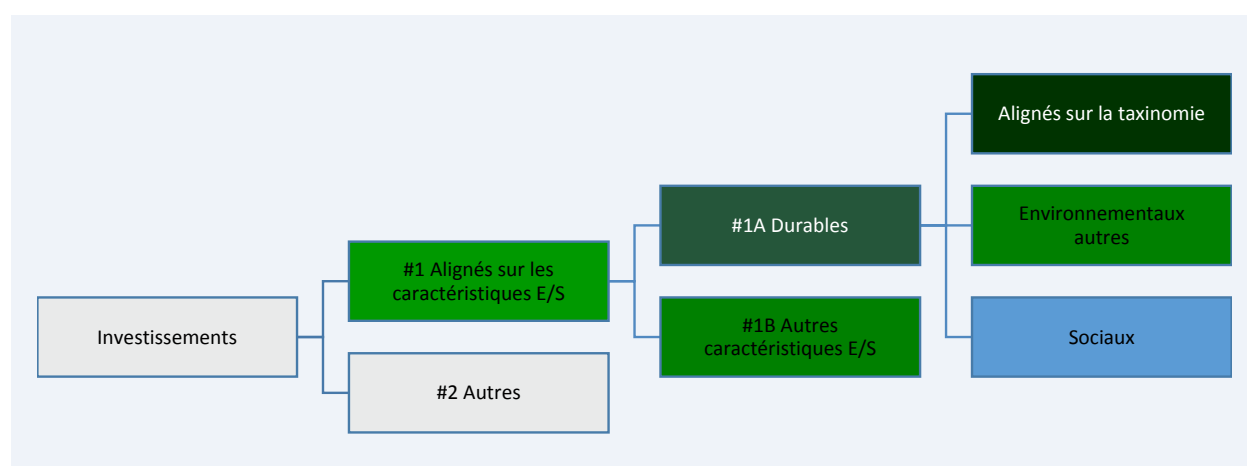 Investissements
#1 Alignés sur les
caractéristiques E/S
#2 Autres
#1A Durables
#1B Autres
caractéristiques E/S
Alignés sur la taxinomie
Environnementaux
autres
Sociaux